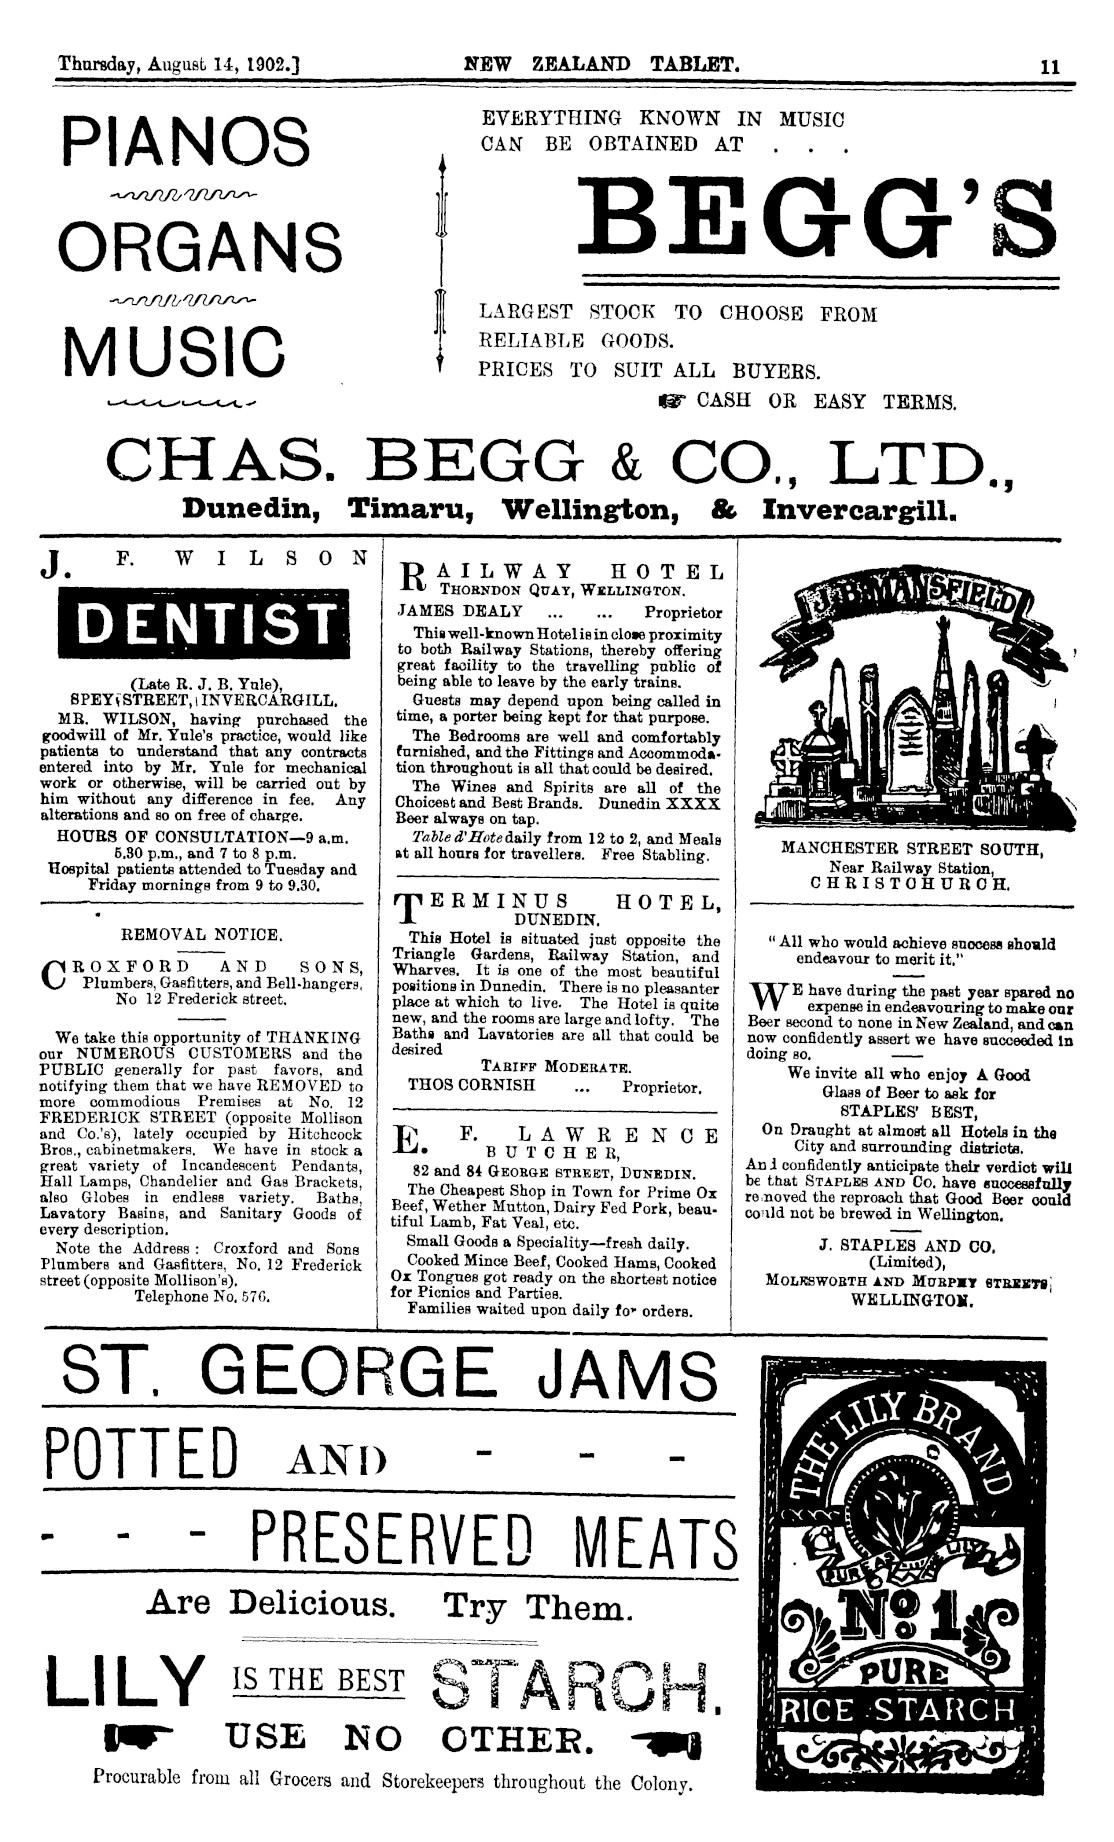 Thursday, August 14, 1902.]
NEW ZEALAND TABLET.
11
PIANOS
ORGANS
MUSIC
EVERYTHING KNOWN IN MUSIC
CAN BE OBTAINED AT . . .
BEGG'S
LARGEST STOCK TO CHOOSE FROM
RELIABLE GOODS.
PRICES TO SUIT ALL BUYERS.
☞ CASH OR EASY TERMS.
CHAS. BEGG & CO., LTD.,
Dunedin, Timaru, Wellington, & Invercargill.
J. F. WILSON
DENTIST
(Late R. J. B. Yule),
SPEY STREET, INVERCARGILL.
MR. WILSON, having purchased the
goodwill of Mr. Yule's practice, would like
patients to understand that any contracts
entered into by Mr. Yule for mechanical
work or otherwise, will be carried out by
him without any difference in fee. Any
alterations and so on free of charge.
HOURS OF CONSULTATION—9 a.m.
5.30 p.m., and 7 to 8 p.m.
Hospital patients attended to Tuesday and
Friday mornings from 9 to 9.30.
REMOVAL NOTICE.
CROXFORD AND SONS,
Plumbers, Gasfitters, and Bell-hangers,
No 12 Frederick street.
We take this opportunity of THANKING
our NUMEROUS CUSTOMERS and the
PUBLIC generally for past favors, and
notifying them that we have REMOVED to
more commodious Premises at No. 12
FREDERICK STREET (opposite Mollison
and Co.'s), lately occupied by Hitchcock
Bros., cabinetmakers. We have in stock a
great variety of Incandescent Pendants,
Hall Lamps, Chandelier and Gas Brackets,
also Globes in endless variety. Baths,
Lavatory Basins, and Sanitary Goods of
every description.
Note the Address : Croxford and Sons
Plumbers and Gasfitters, No. 12 Frederick
street (opposite Mollison's).
Telephone No. 576.
RAILWAY HOTEL
THORNDON QUAY, WELLINGTON.
JAMES DEALY ... ... Proprietor
This well-known Hotel is in close proximity
to both Railway Stations, thereby offering
great facility to the travelling public of
being able to leave by the early trains.
Guests may depend upon being called in
time, a porter being kept for that purpose.
The Bedrooms are well and comfortably
furnished, and the Fittings and Accommoda-
tion throughout is all that could be desired.
The Wines and Spirits are all of the
Choicest and Best Brands. Dunedin XXXX
Beer always on tap.
Table d'Hote daily from 12 to 2, and Meals
at all hours for travellers. Free Stabling.
TERMINUS HOTEL,
DUNEDIN.
This Hotel is situated just opposite the
Triangle Gardens, Railway Station, and
Wharves. It is one of the most beautiful
positions in Dunedin. There is no pleasanter
place at which to live. The Hotel is quite
new, and the rooms are large and lofty. The
Baths and Lavatories are all that could be
desired
TARIFF MODERATE.
THOS CORNISH ... Proprietor.
E. F. LAWRENCE
BUTCHER,
82 and 84 GEORGE STREET, DUNEDIN.
The Cheapest Shop in Town for Prime Ox
Beef, Wether Mutton, Dairy Fed Pork, beau-
tiful Lamb, Fat Veal, etc.
Small Goods a Speciality—fresh daily.
Cooked Mince Beef, Cooked Hams, Cooked
Ox Tongues got ready on the shortest notice
for Picnics and Parties.
Families waited upon daily for orders.
J. B. MANSFIELD
MANCHESTER STREET SOUTH,
Near Railway Station,
CHRISTCHURCH.
"All who would achieve success should
endeavour to merit it."
WE have during the past year spared no
expense in endeavouring to make our
Beer second to none in New Zealand, and can
now confidently assert we have succeeded in
doing so.
We invite all who enjoy A Good
Glass of Beer to ask for
STAPLES' BEST,
On Draught at almost all Hotels in the
City and surrounding districts.
And confidently anticipate their verdict will
be that STAPLES AND CO. have successfully
removed the reproach that Good Beer could
could not be brewed in Wellington.
J. STAPLES AND CO.
(Limited),
MOLESWORTH AND MURPHY STREETS,
WELLINGTON.
ST. GEORGE JAMS
POTTED AND - - -
- - - PRESERVED MEATS
Are Delicious. Try Them.
LILY IS THE BEST STARCH.
USE NO OTHER.
Procurable from all Grocers and Storekeepers throughout the Colony.
THE LILY BRAND
PURE AS LILY
No 1
PURE
RICE STARCH